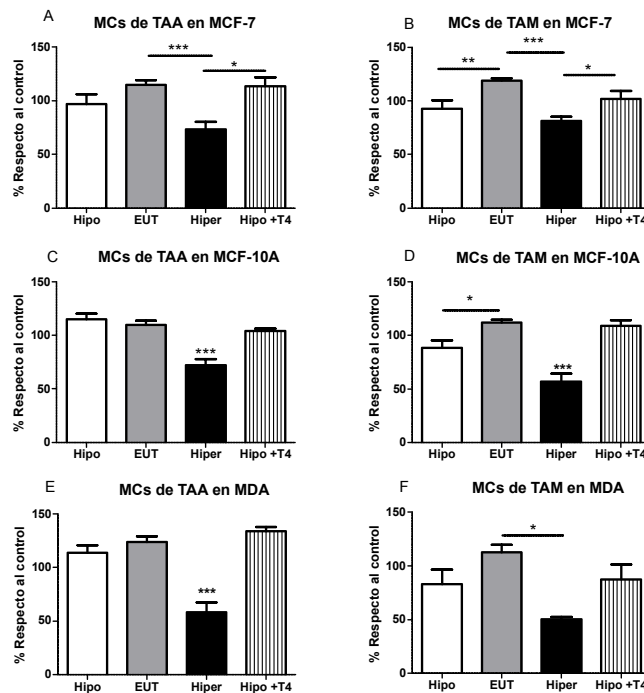 A
MCs de TAA en MCF-7
% Respecto al control
150
100
50
0
***
*
Hipo EUT Hiper Hipo +T4
B
MCs de TAM en MCF-7
% Respecto al control
150
100
50
0
**
***
*
Hipo EUT Hiper Hipo +T4
C
MCs de TAA en MCF-10A
% Respecto al control
150
100
50
0
***
Hipo EUT Hiper Hipo +T4
D
MCs de TAM en MCF-10A
% Respecto al control
150
100
50
0
*
***
Hipo EUT Hiper Hipo +T4
E
MCs de TAA en MDA
% Respecto al control
150
100
50
0
***
Hipo EUT Hiper Hipo +T4
F
MCs de TAM en MDA
% Respecto al control
150
100
50
0
*
Hipo EUT Hiper Hipo +T4